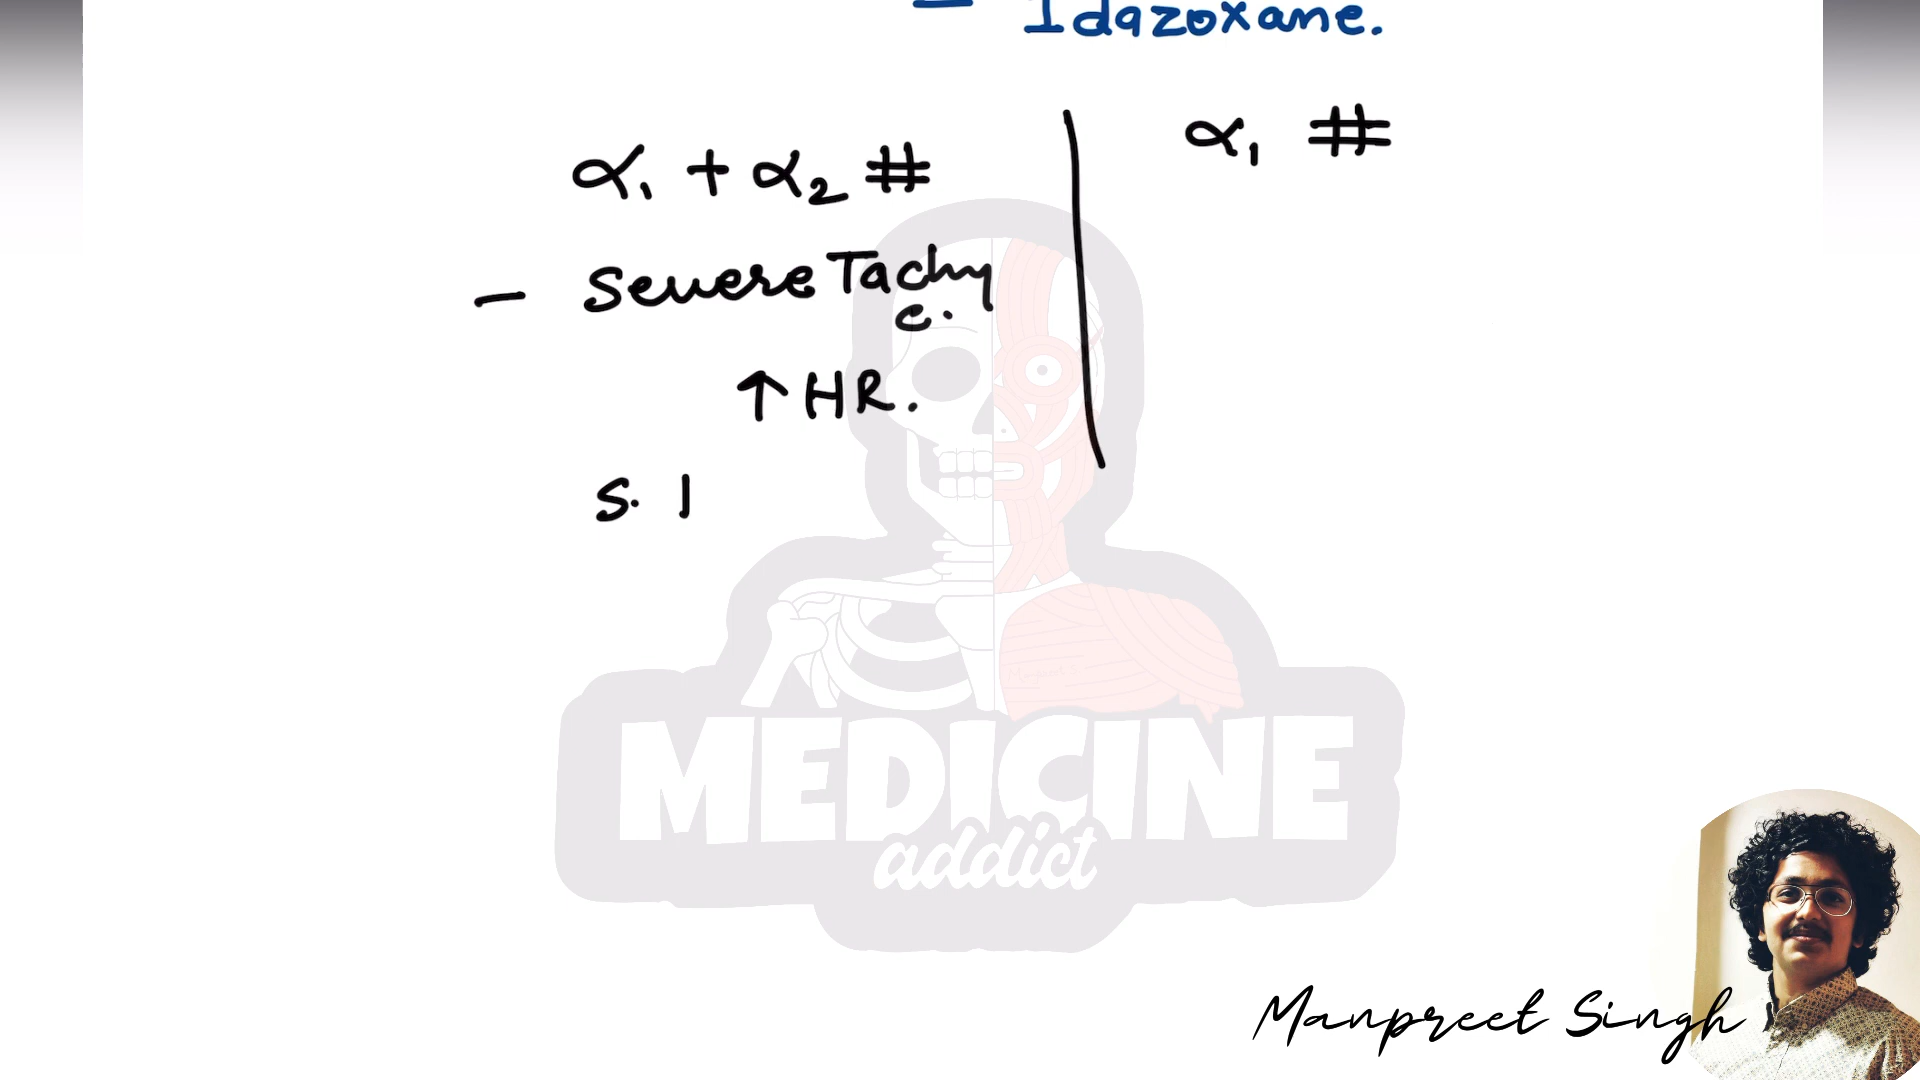 – Idazoxane.
α₁ + α₂ #
– Severe Tachy
c.
↑ HR.
S. I
α₁ #
MEDICINE
addict
Manpreet Singh